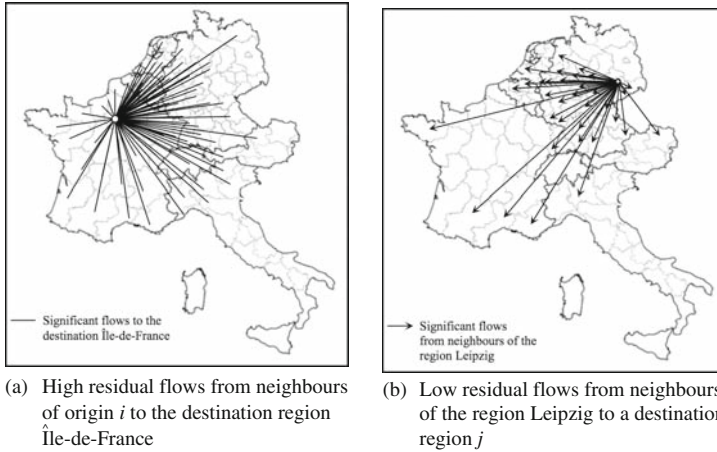 Significant flows to the
destination Île-de-France
Significant flows
from neighbours of the
region Leipzig
(a) High residual flows from neighbours
of origin i to the destination region
Île-de-France
(b) Low residual flows from neighbours
of the region Leipzig to a destination
region j